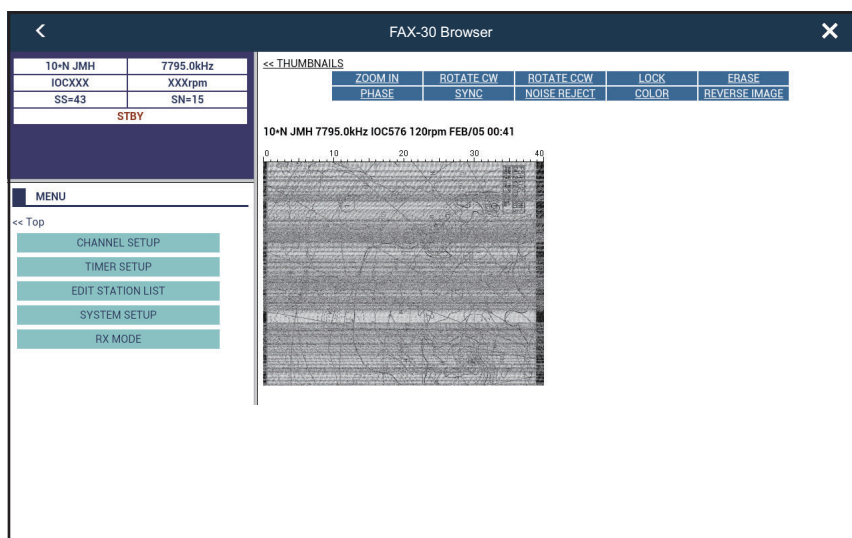 FAX-30 Browser
10•N JMH 7795.0kHz
IOCXXX XXXrpm
SS=43 SN=15
STBY
MENU
<< Top
CHANNEL SETUP
TIMER SETUP
EDIT STATION LIST
SYSTEM SETUP
RX MODE
<< THUMBNAILS
ZOOM IN ROTATE CW ROTATE CCW LOCK ERASE
PHASE SYNC NOISE REJECT COLOR REVERSE IMAGE
10•N JMH 7795.0kHz IOC576 120rpm FEB/05 00:41
0 10 20 30 40